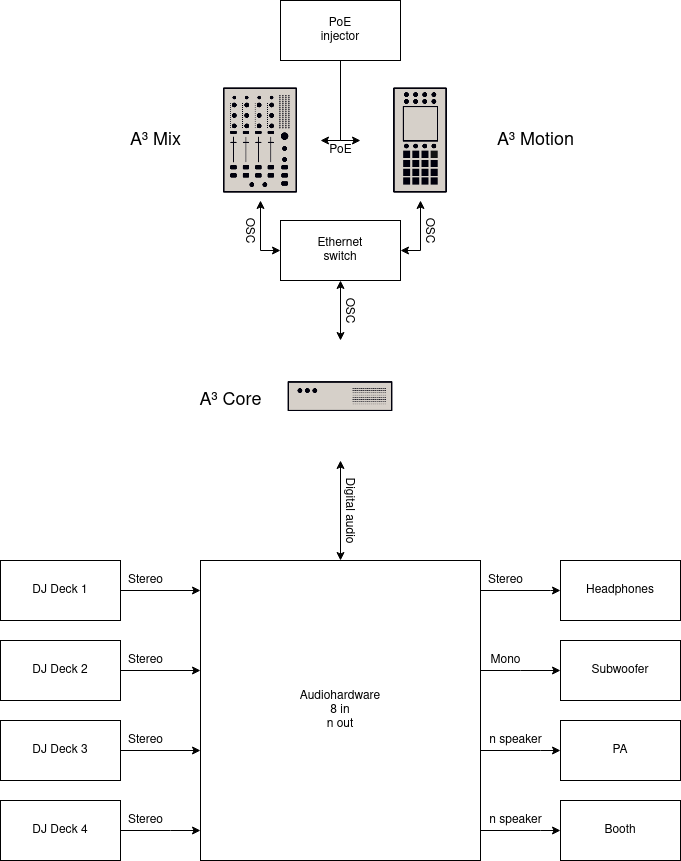 PoE
injector
A³ Mix
A³ Motion
PoE
OSC
OSC
Ethernet
switch
OSC
A³ Core
Digital audio
DJ Deck 1
Stereo
Stereo
Headphones
DJ Deck 2
Stereo
Mono
Subwoofer
Audiohardware
8 in
n out
DJ Deck 3
Stereo
n speaker
PA
DJ Deck 4
Stereo
n speaker
Booth